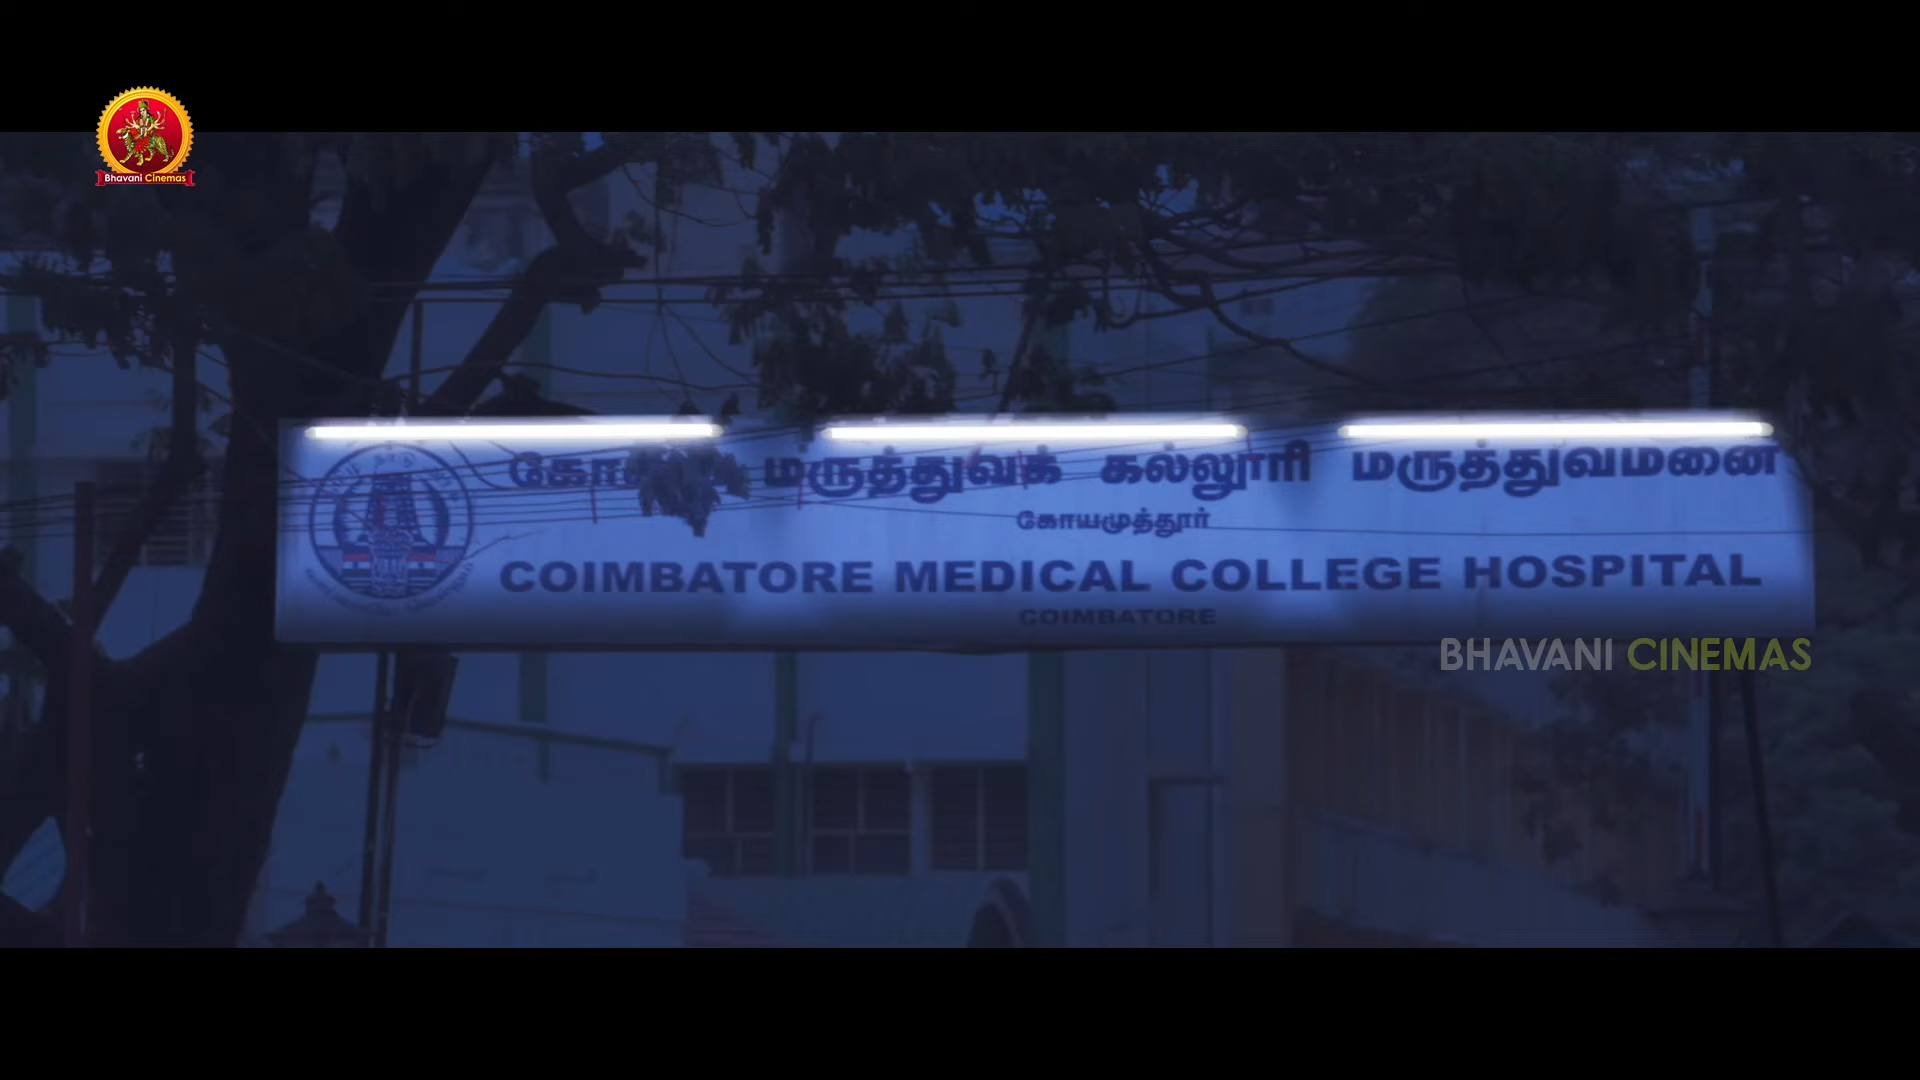 Bhavani Cinemas
மருத்துவக் கல்லூரி மருத்துவமனை
கோயமுத்தூர்
COIMBATORE MEDICAL COLLEGE HOSPITAL
COIMBATORE
BHAVANI CINEMAS